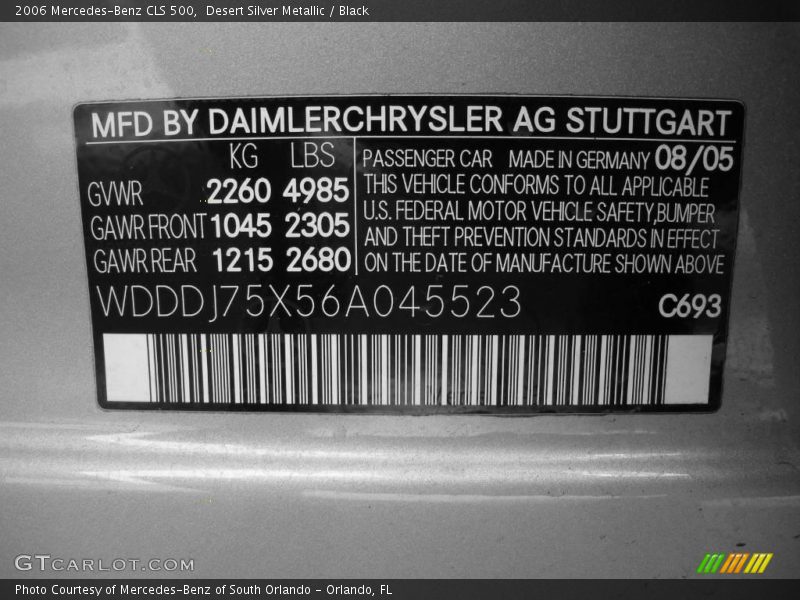 2006 Mercedes-Benz CLS 500,  Desert Silver Metallic / Black
MFD BY DAIMLERCHRYSLER AG STUTTGART
KG LBS
GVWR 2260 4985
GAWR FRONT 1045 2305
GAWR REAR 1215 2680
PASSENGER CAR MADE IN GERMANY 08/05
THIS VEHICLE CONFORMS TO ALL APPLICABLE
U.S. FEDERAL MOTOR VEHICLE SAFETY,BUMPER
AND THEFT PREVENTION STANDARDS IN EFFECT
ON THE DATE OF MANUFACTURE SHOWN ABOVE
WDDDJ75X56A045523 C693
GTCARLOT.COM
Photo Courtesy of Mercedes-Benz of South Orlando - Orlando, FL